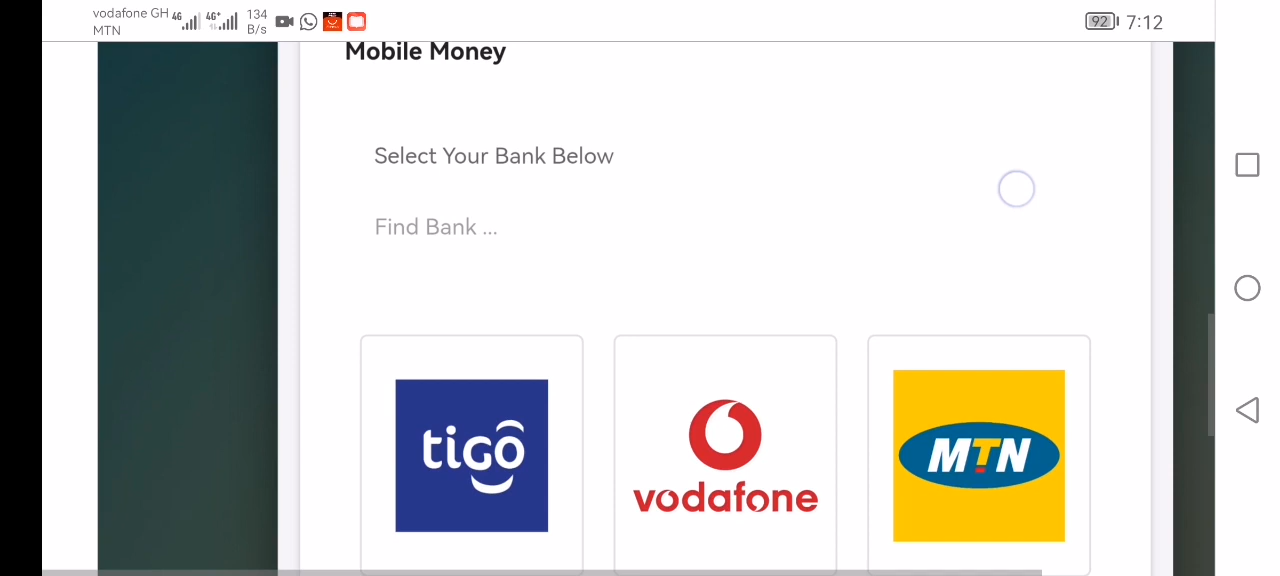 vodafone GH 4G 4G+ 134 92 7:12
MTN B/s
Mobile Money
Select Your Bank Below
Find Bank ...
tigo vodafone MTN